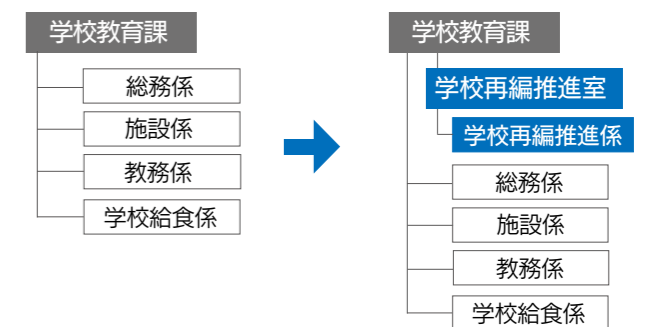 学校教育課
総務係
施設係
教務係
学校給食係
学校教育課
学校再編推進室
学校再編推進係
総務係
施設係
教務係
学校給食係